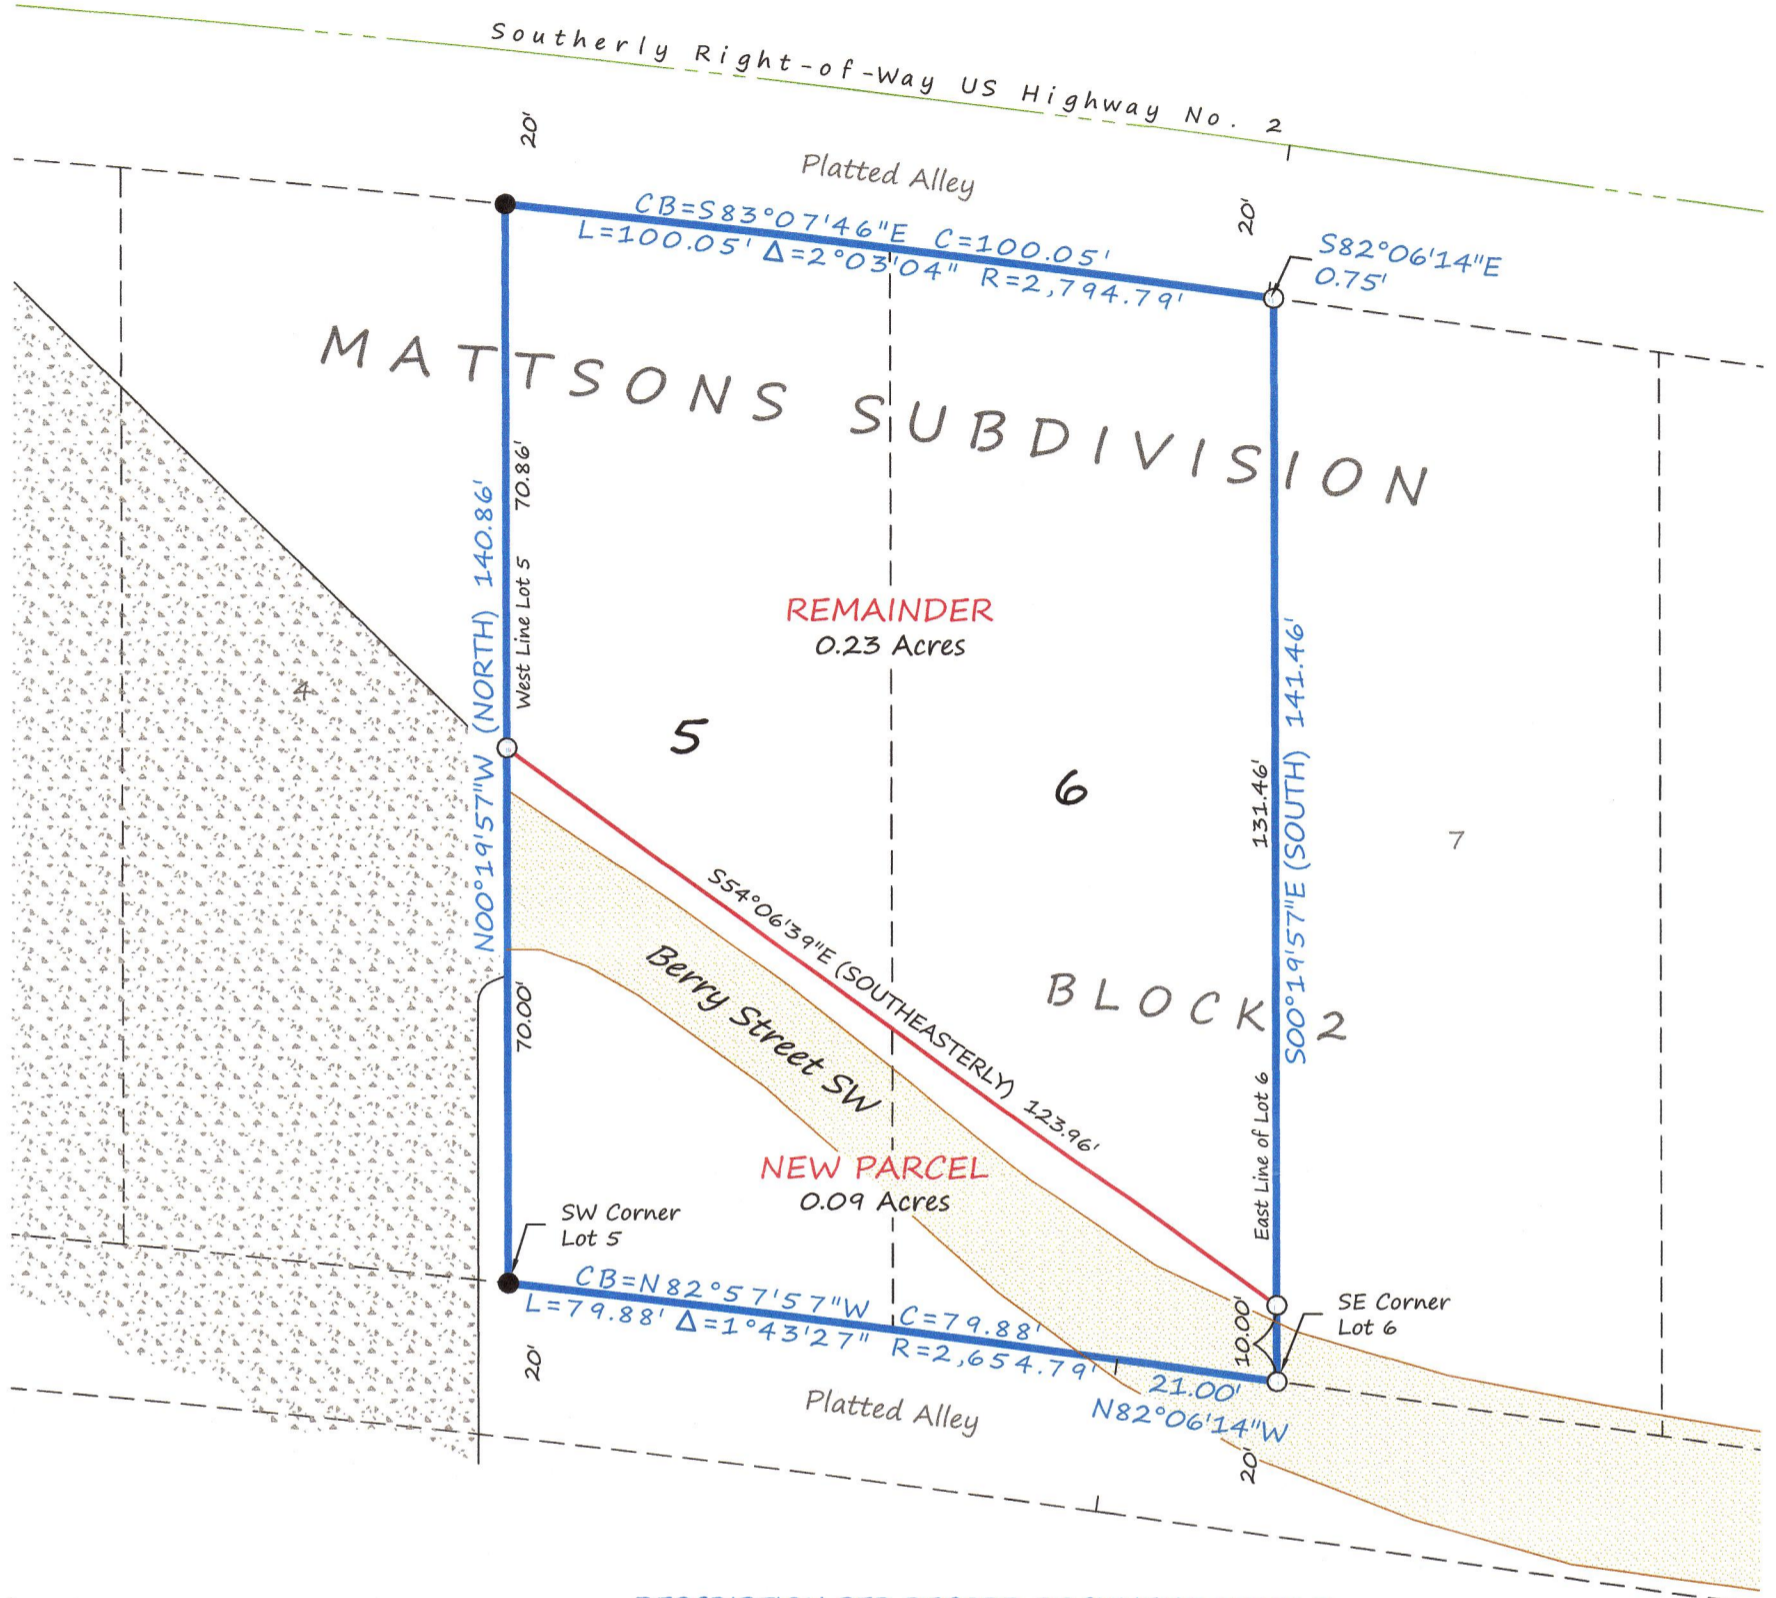 Southerly Right-of-Way US Highway No. 2
20'
Platted Alley
20'
CB=S83°07'46"E C=100.05'
L=100.05' Δ=2°03'04" R=2,794.79'
S82°06'14"E
0.75'
MATTSONS SUBDIVISION
N00°19'57"W (NORTH) 140.86'
West Line Lot 5 70.86'
REMAINDER
0.23 Acres
4
5
6
7
131.46'
S00°19'57"E (SOUTH) 141.46'
S54°06'39"E (SOUTHEASTERLY) 123.96'
Berry Street SW
BLOCK 2
70.00'
East Line of Lot 6
NEW PARCEL
0.09 Acres
SW Corner
Lot 5
CB=N82°57'57"W C=79.88'
L=79.88' Δ=1°43'27" R=2,654.79'
10.00'
SE Corner
Lot 6
21.00'
N82°06'14"W
20'
Platted Alley
20'